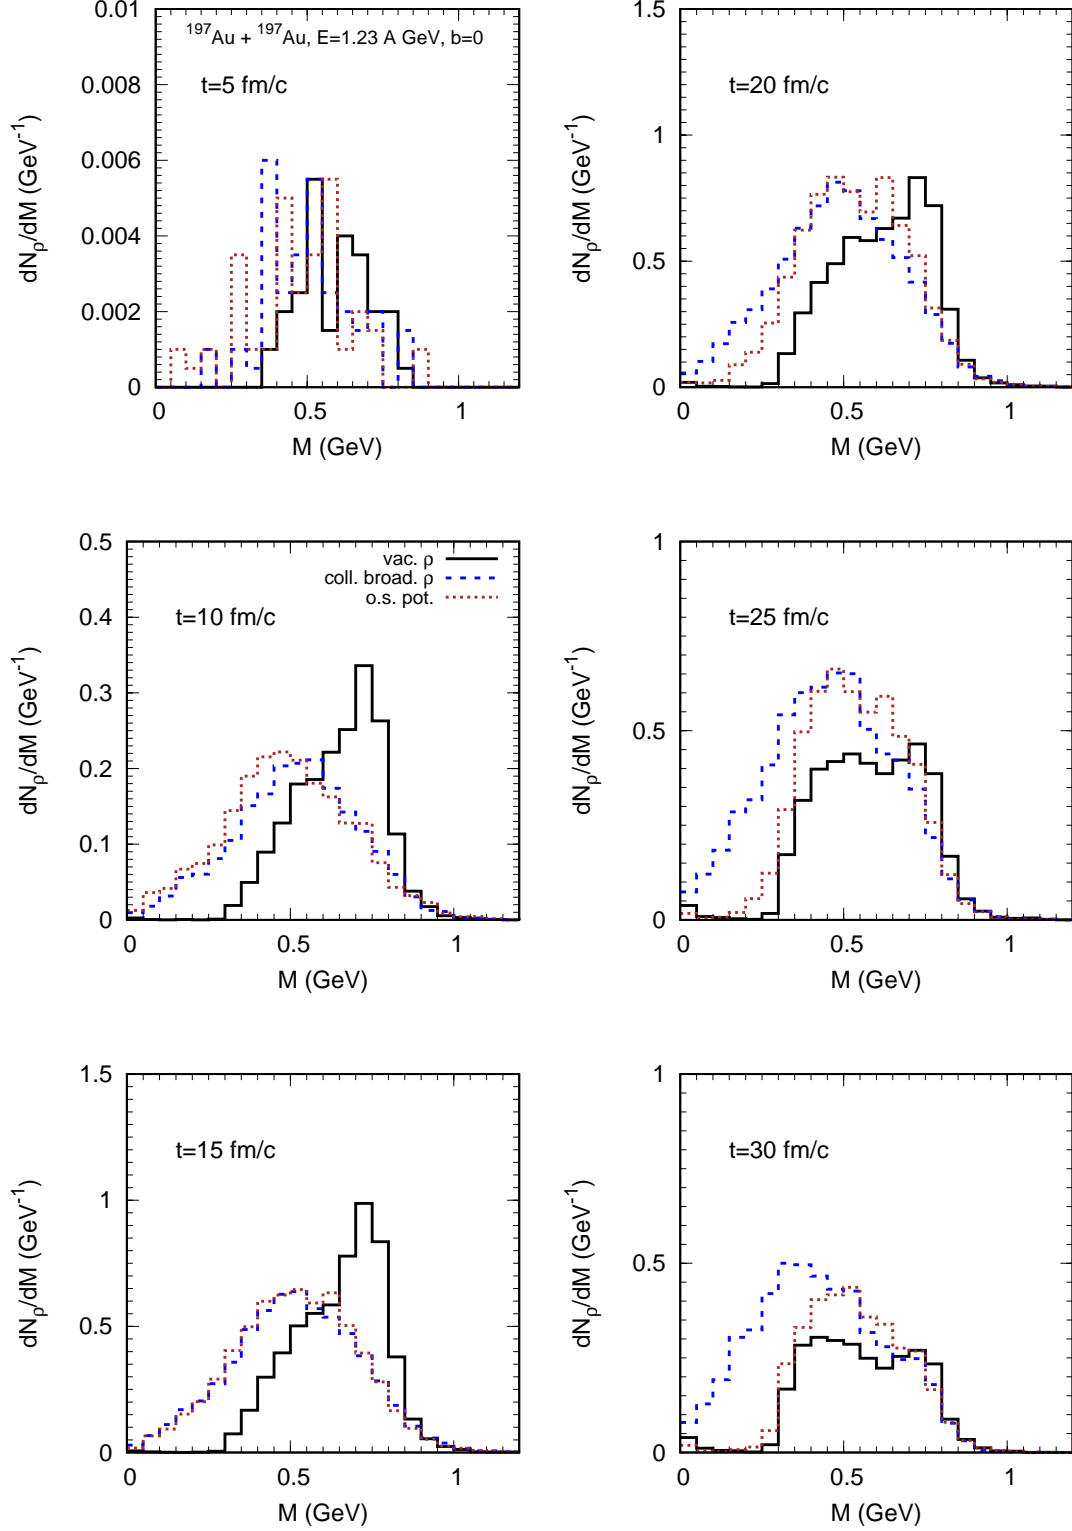 0.01
0.008
0.006
0.004
0.002
0
dNρ/dM (GeV⁻¹)
¹⁹⁷Au + ¹⁹⁷Au, E=1.23 A GeV, b=0
t=5 fm/c
0 0.5 1
M (GeV)
1.5
1
0.5
0
dNρ/dM (GeV⁻¹)
t=20 fm/c
0 0.5 1
M (GeV)
0.5
0.4
0.3
0.2
0.1
0
dNρ/dM (GeV⁻¹)
vac. ρ
coll. broad. ρ
o.s. pot.
t=10 fm/c
0 0.5 1
M (GeV)
1
0.5
0
dNρ/dM (GeV⁻¹)
t=25 fm/c
0 0.5 1
M (GeV)
1.5
1
0.5
0
dNρ/dM (GeV⁻¹)
t=15 fm/c
0 0.5 1
M (GeV)
1
0.5
0
dNρ/dM (GeV⁻¹)
t=30 fm/c
0 0.5 1
M (GeV)